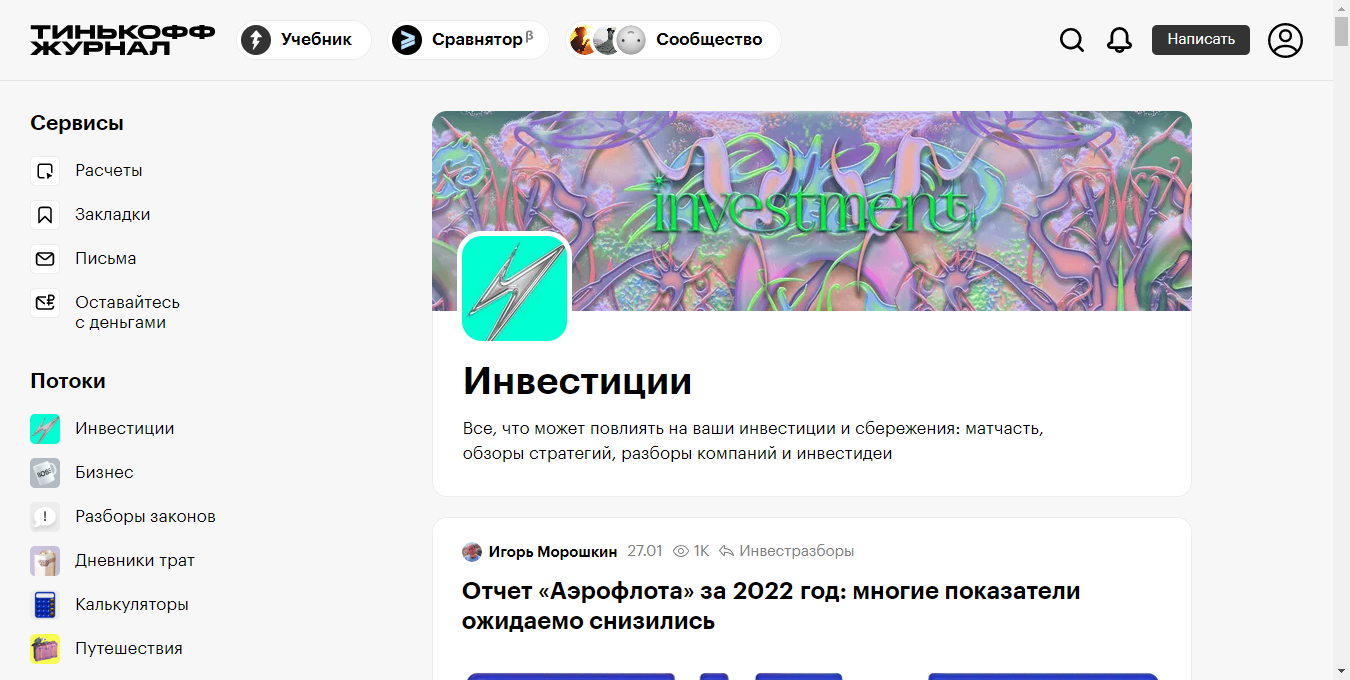 ТИНЬКОФФ
ЖУРНАЛ
Учебник
Сравнятор β
Сообщество
Написать
Сервисы
Расчеты
Закладки
Письма
Оставайтесь
с деньгами
Потоки
Инвестиции
Бизнес
Разборы законов
Дневники трат
Калькуляторы
Путешествия
investment
Инвестиции
Все, что может повлиять на ваши инвестиции и сбережения: матчасть,
обзоры стратегий, разборы компаний и инвестидеи
Игорь Морошкин 27.01 1K Инвестразборы
Отчет «Аэрофлота» за 2022 год: многие показатели
ожидаемо снизились